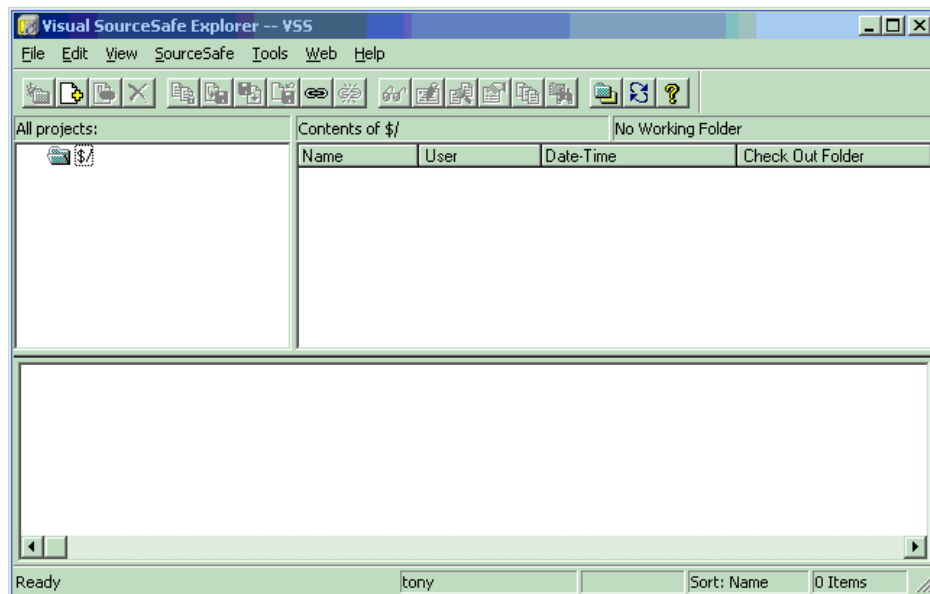 Visual SourceSafe Explorer -- VSS
File Edit View SourceSafe Tools Web Help
All projects: Contents of $/ No Working Folder
$/ Name User Date-Time Check Out Folder
Ready tony Sort: Name 0 Items